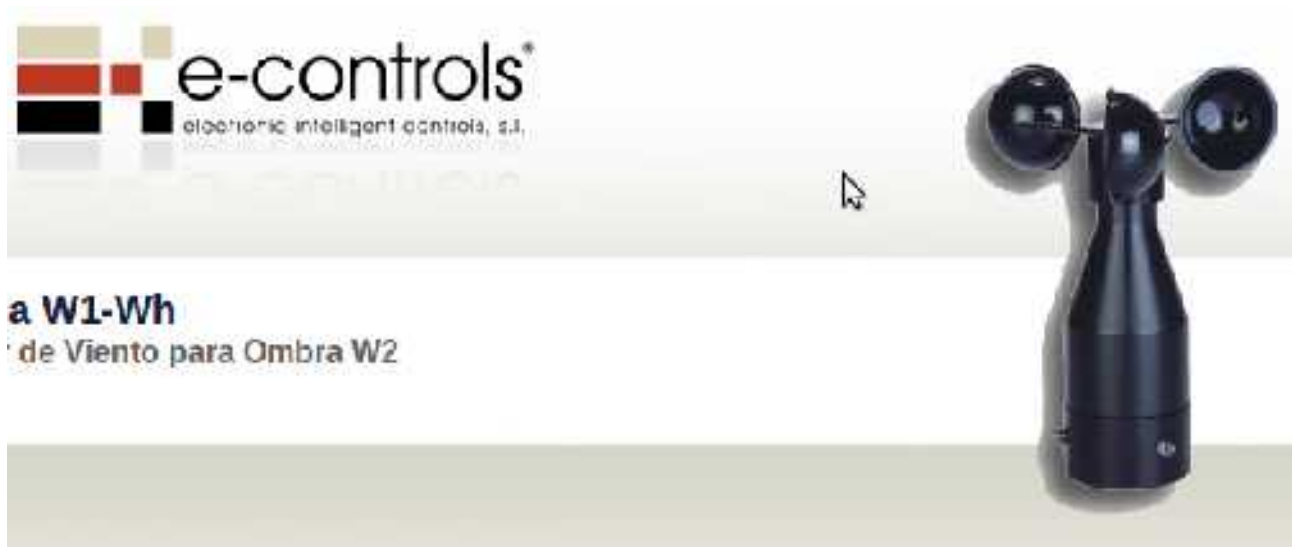 e-controls®
electronic intelligent controls, s.l.
a W1-Wh
de Viento para Ombra W2